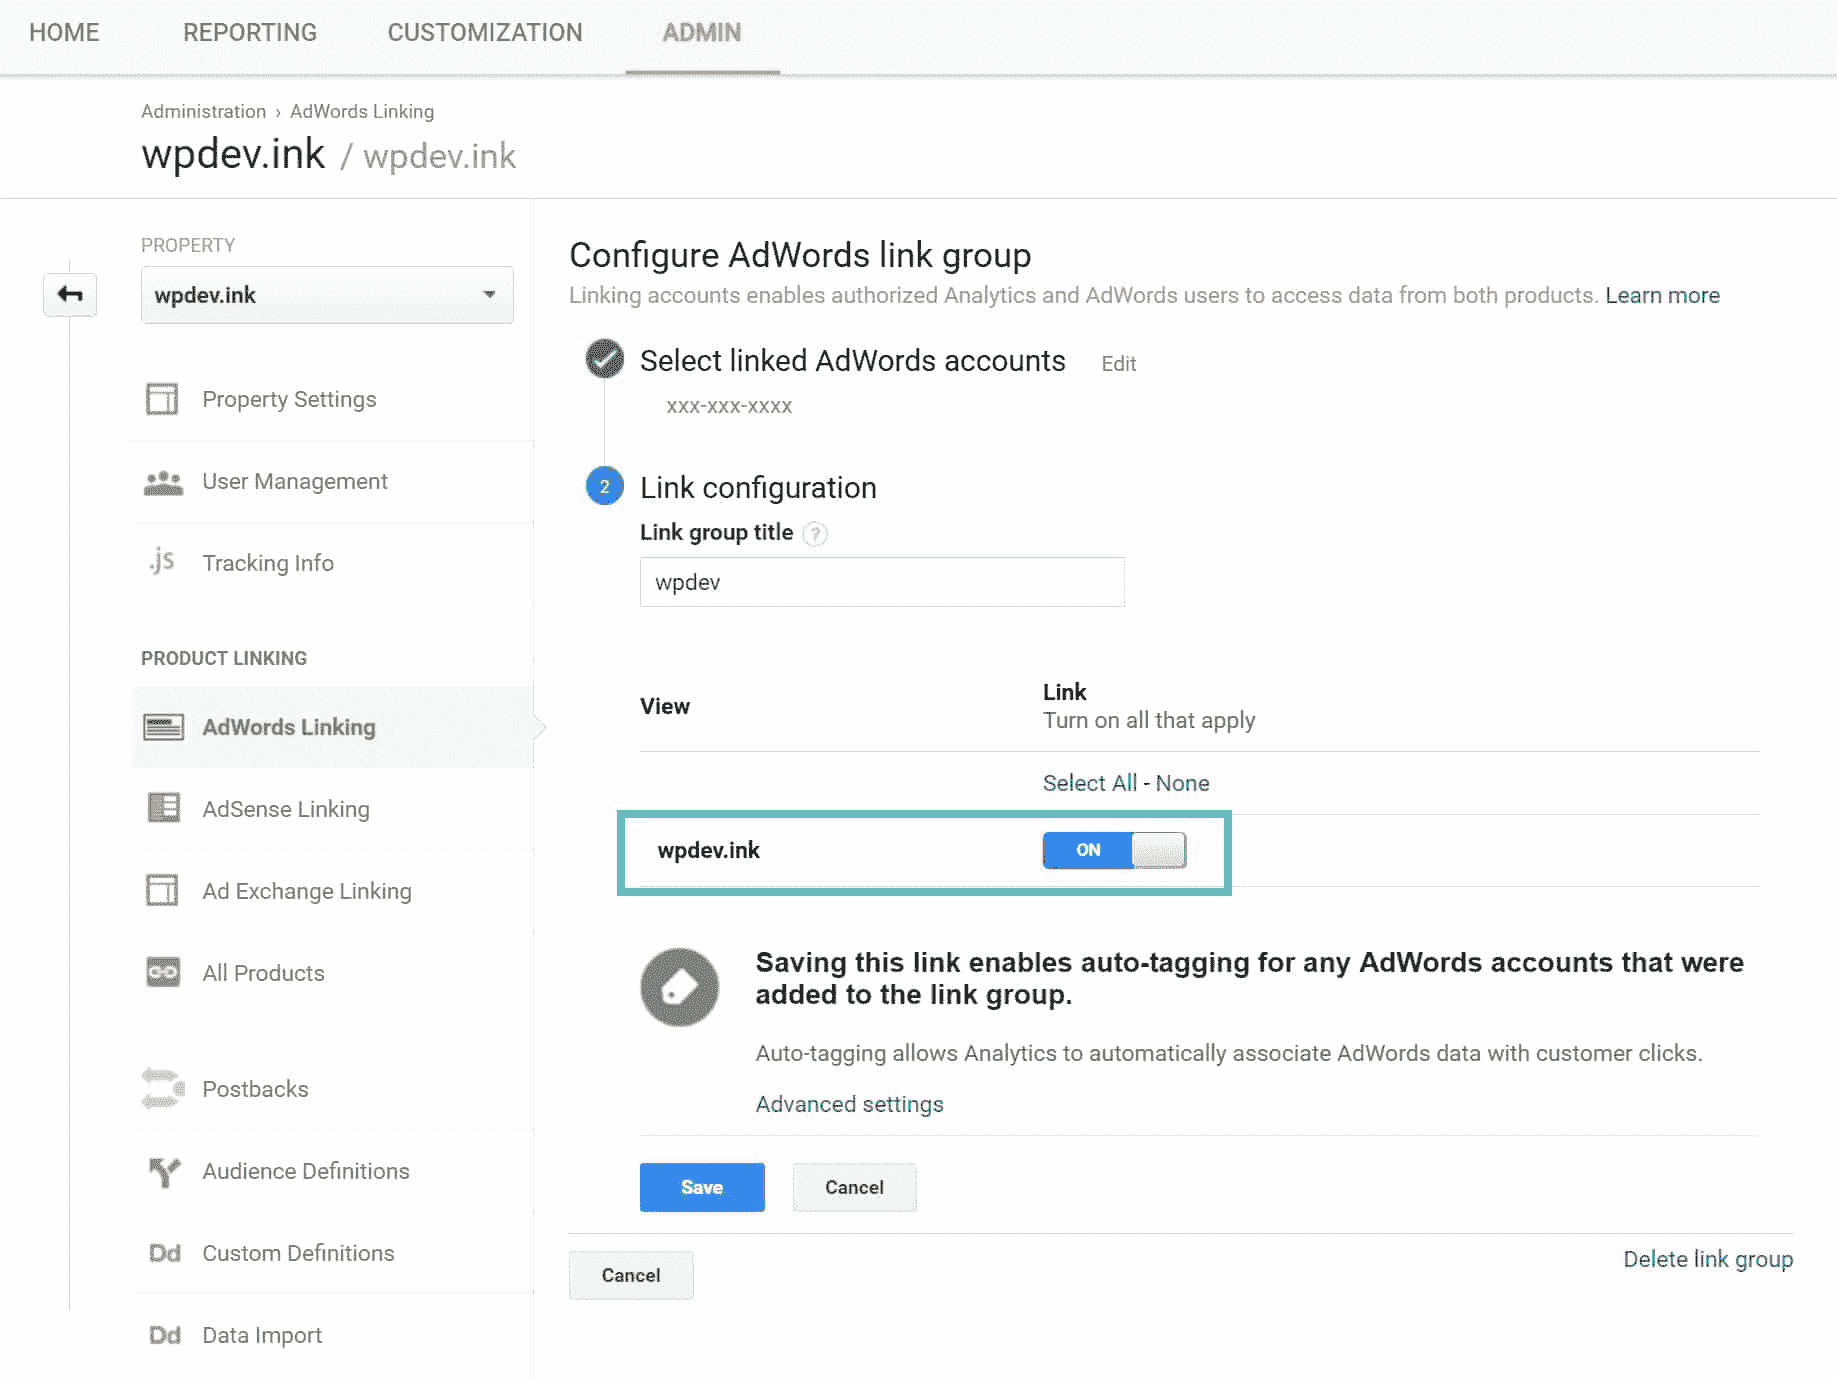 HOME REPORTING CUSTOMIZATION ADMIN
Administration › AdWords Linking
wpdev.ink / wpdev.ink
PROPERTY
wpdev.ink
Property Settings
User Management
.js Tracking Info
PRODUCT LINKING
AdWords Linking
AdSense Linking
Ad Exchange Linking
All Products
Postbacks
Audience Definitions
Dd Custom Definitions
Dd Data Import
Configure AdWords link group
Linking accounts enables authorized Analytics and AdWords users to access data from both products. Learn more
Select linked AdWords accounts Edit
xxx-xxx-xxxx
2 Link configuration
Link group title ?
wpdev
View
Link
Turn on all that apply
Select All - None
wpdev.ink ON
Saving this link enables auto-tagging for any AdWords accounts that were
added to the link group.
Auto-tagging allows Analytics to automatically associate AdWords data with customer clicks.
Advanced settings
Save Cancel
Cancel
Delete link group